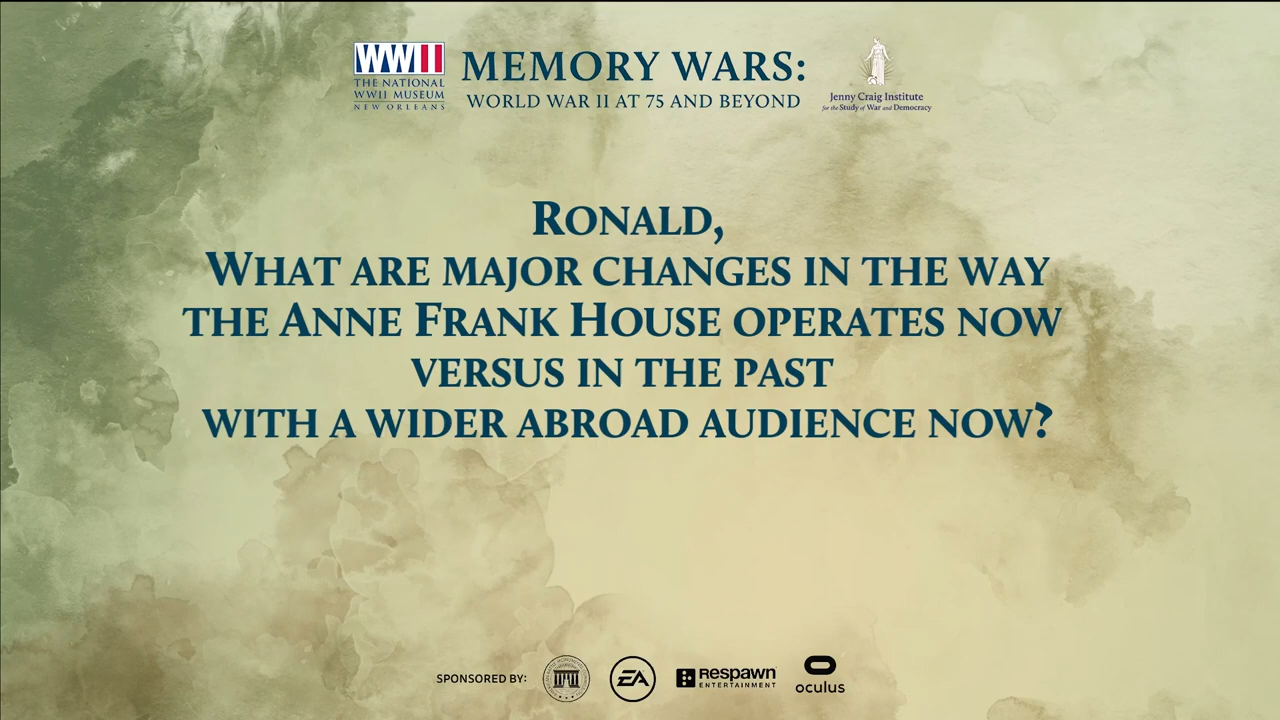 WWII
THE NATIONAL
WWII MUSEUM
NEW ORLEANS
MEMORY WARS:
WORLD WAR II AT 75 AND BEYOND
Jenny Craig Institute
for the Study of War and Democracy
RONALD,
WHAT ARE MAJOR CHANGES IN THE WAY
THE ANNE FRANK HOUSE OPERATES NOW
VERSUS IN THE PAST
WITH A WIDER ABROAD AUDIENCE NOW?
SPONSORED BY:
EA
RESPAWN
ENTERTAINMENT
oculus